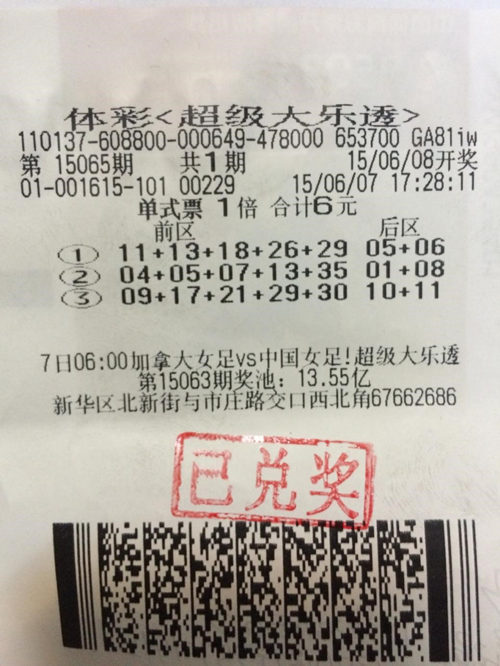 体彩<超级大乐透>
110137-608800-000649-478000 653700 GA81iw
第 15065期 共1期 15/06/08开奖
01-001615-101 00229 15/06/07 17:28:11
单式票 1倍 合计6元
前区 后区
① 11+13+18+26+29 05+06
② 04+05+07+13+35 01+08
③ 09+17+21+29+30 10+11
7日06:00加拿大女足VS中国女足!超级大乐透
第15063期奖池：13.55亿
新华区北新街与市庄路交口西北角67662686
已兑奖